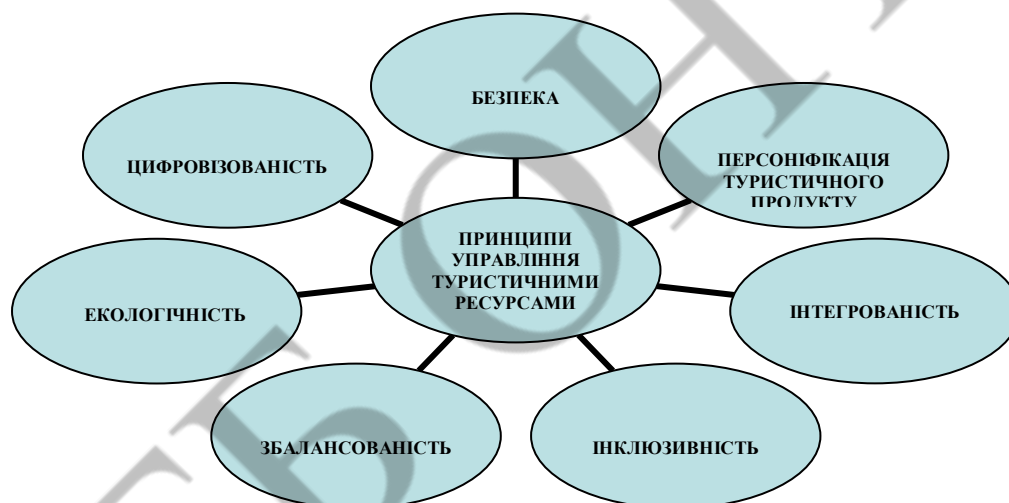 БЕЗПЕКА
ЦИФРОВІЗОВАНІСТЬ
ПЕРСОНІФІКАЦІЯ
ТУРИСТИЧНОГО
ПРОДУКТУ
ПРИНЦИПИ
УПРАВЛІННЯ
ТУРИСТИЧНИМИ
РЕСУРСАМИ
ЕКОЛОГІЧНІСТЬ
ІНТЕГРОВАНІСТЬ
ЗБАЛАНСОВАНІСТЬ
ІНКЛЮЗИВНІСТЬ